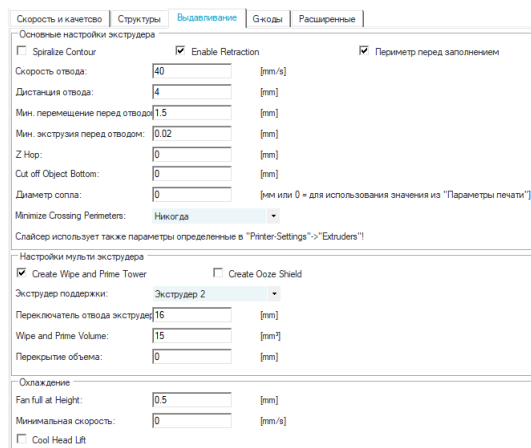 Скорость и качетсво Структуры Выдавливание G-коды Расширенные
Основные настройки экструдера
Spiralize Contour Enable Retraction Периметр перед заполнением
Скорость отвода: 40 [mm/s]
Дистанция отвода: 4 [mm]
Мин. перемещение перед отводо 1.5 [mm]
Мин. экструзия перед отводом: 0.02 [mm]
Z Hop: 0 [mm]
Cut off Object Bottom: 0 [mm]
Диаметр сопла: 0 [мм или 0 = для использования значения из "Параметры печати"]
Minimize Crossing Perimeters: Никогда
Слайсер использует также параметры определенные в "Printer-Settings"->"Extruders"!
Настройки мульти экструдера
Create Wipe and Prime Tower Create Ooze Shield
Экструдер поддержки: Экструдер 2
Переключатель отвода экструдер 16 [mm]
Wipe and Prime Volume: 15 [mm³]
Перекрытие объема: 0 [mm]
Охлаждение
Fan full at Height: 0.5 [mm]
Минимальная скорость: 0 [mm/s]
Cool Head Lift